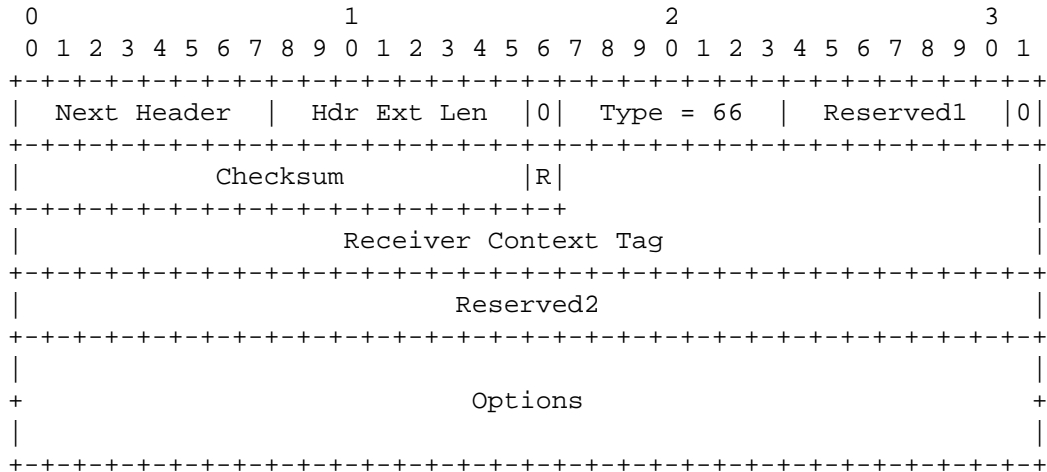 0                   1                   2                   3
 0 1 2 3 4 5 6 7 8 9 0 1 2 3 4 5 6 7 8 9 0 1 2 3 4 5 6 7 8 9 0 1
+-+-+-+-+-+-+-+-+-+-+-+-+-+-+-+-+-+-+-+-+-+-+-+-+-+-+-+-+-+-+-+-+
|  Next Header  |  Hdr Ext Len  |0|  Type = 66  |  Reserved1  |0|
+-+-+-+-+-+-+-+-+-+-+-+-+-+-+-+-+-+-+-+-+-+-+-+-+-+-+-+-+-+-+-+-+
|            Checksum           |R|                             |
+-+-+-+-+-+-+-+-+-+-+-+-+-+-+-+-+-+                             |
|                    Receiver Context Tag                       |
+-+-+-+-+-+-+-+-+-+-+-+-+-+-+-+-+-+-+-+-+-+-+-+-+-+-+-+-+-+-+-+-+
|                           Reserved2                           |
+-+-+-+-+-+-+-+-+-+-+-+-+-+-+-+-+-+-+-+-+-+-+-+-+-+-+-+-+-+-+-+-+
|                                                               |
+                            Options                            +
|                                                               |
+-+-+-+-+-+-+-+-+-+-+-+-+-+-+-+-+-+-+-+-+-+-+-+-+-+-+-+-+-+-+-+-+